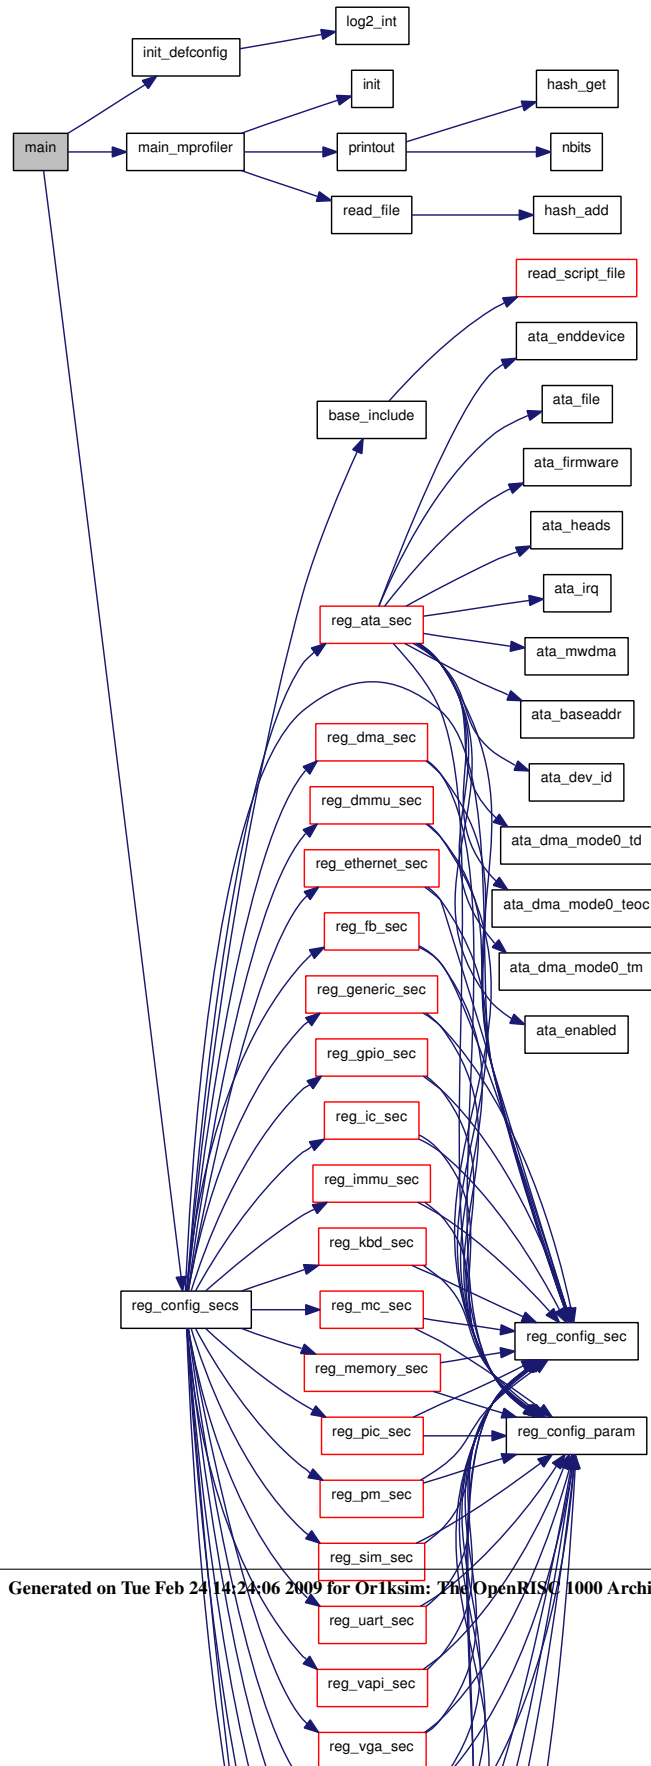 log2_int
init_defconfig
init
hash_get
main
main_mprofiler
printout
nbits
read_file
hash_add
read_script_file
ata_enddevice
ata_file
base_include
ata_firmware
ata_heads
ata_irq
reg_ata_sec
ata_mwdma
ata_baseaddr
reg_dma_sec
ata_dev_id
reg_dmmu_sec
ata_dma_mode0_td
reg_ethernet_sec
ata_dma_mode0_teoc
reg_fb_sec
ata_dma_mode0_tm
reg_generic_sec
ata_enabled
reg_gpio_sec
reg_ic_sec
reg_immu_sec
reg_kbd_sec
reg_config_secs
reg_mc_sec
reg_config_sec
reg_memory_sec
reg_pic_sec
reg_config_param
reg_pm_sec
reg_sim_sec
Generated on Tue Feb 24 14:24:06 2009 for Or1ksim: The OpenRISC 1000 Archi
reg_uart_sec
reg_vapi_sec
reg_vga_sec